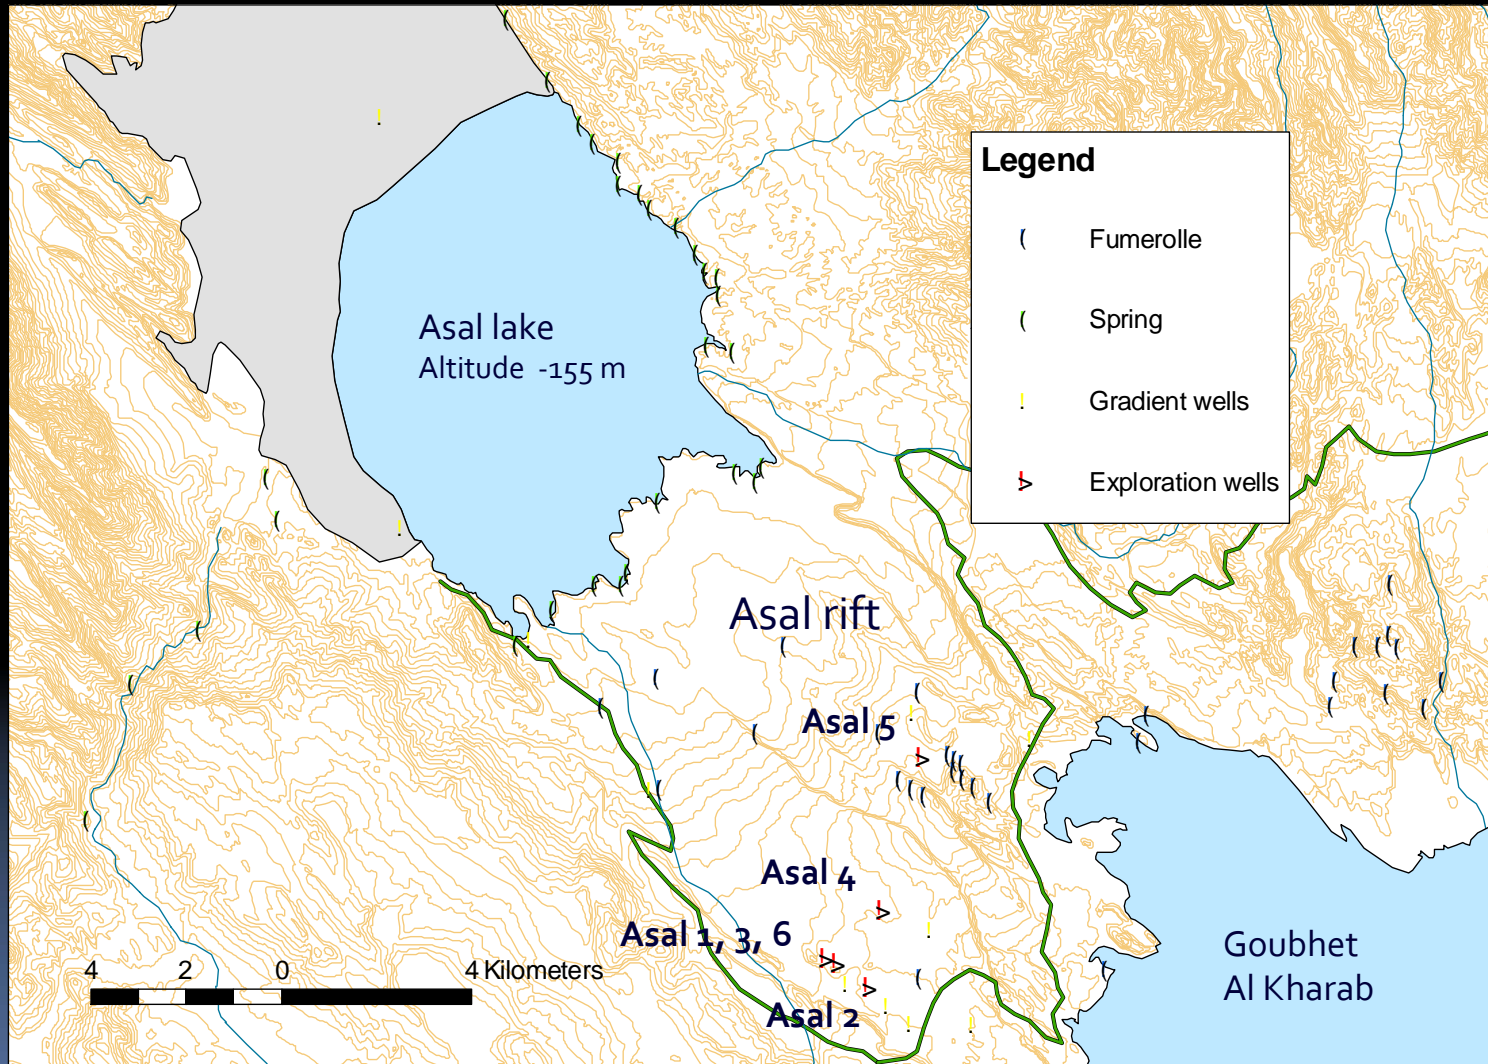 Legend
Fumerolle
Spring
Gradient wells
Exploration wells
Asal lake
Altitude -155 m
Asal rift
Asal 5
Asal 4
Asal 1, 3, 6
Asal 2
Goubhet
Al Kharab
4 2 0 4 Kilometers